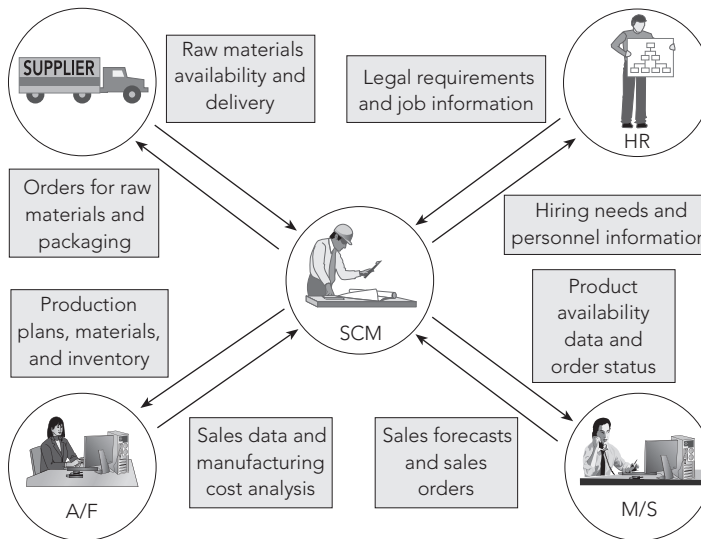 SUPPLIER
Raw materials
availability and
delivery
Legal requirements
and job information
HR
Orders for raw
materials and
packaging
Hiring needs and
personnel information
SCM
Production
plans, materials,
and inventory
Product
availability
data and
order status
Sales data and
manufacturing
cost analysis
Sales forecasts
and sales
orders
A/F
M/S